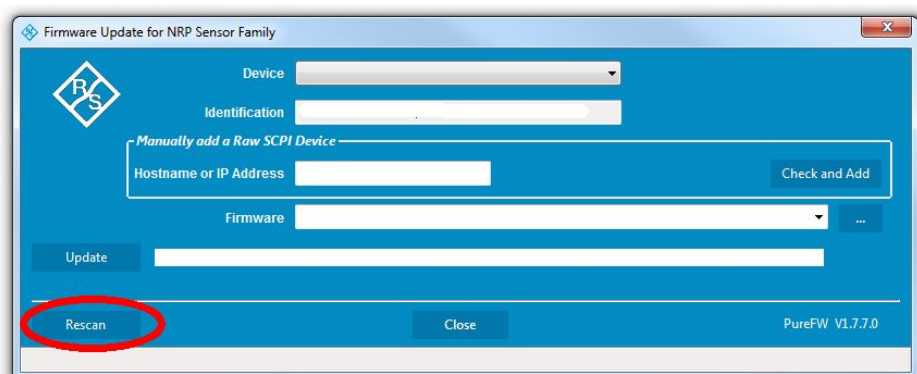 Firmware Update for NRP Sensor Family
R
S
Device
Identification
Manually add a Raw SCPI Device
Hostname or IP Address
Check and Add
Firmware
...
Update
Rescan
Close
PureFW V1.7.7.0